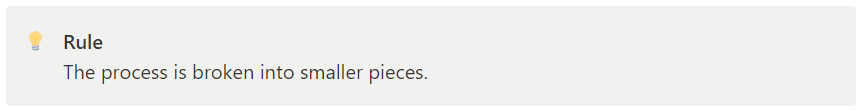 Rule
The process is broken into smaller pieces.